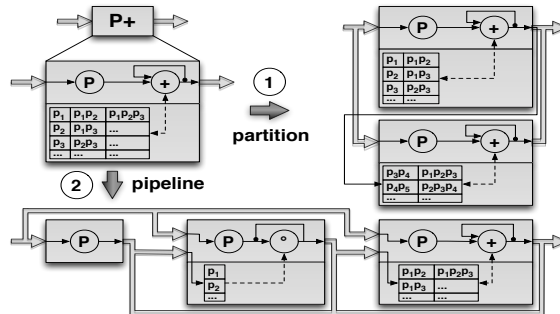 P+
P
+
p1 p1p2 p1p2p3
p2 p1p3 ...
p3 p2p3 ...
... ...
1
partition
P
+
p1 p1p2
p2 p1p3
p3 p2p3
... ...
P
+
p3p4 p1p2p3
p4p5 p2p3p4
... ...
2
pipeline
P
P
°
p1
p2
...
P
+
p1p2 p1p2p3
p1p3 ...
... ...